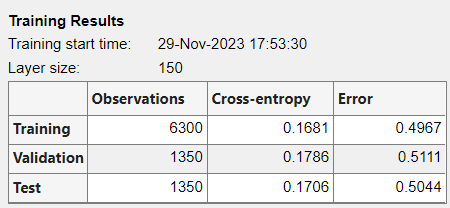 Training Results
Training start time: 29-Nov-2023 17:53:30
Layer size: 150
Observations Cross-entropy Error
Training 6300 0.1681 0.4967
Validation 1350 0.1786 0.5111
Test 1350 0.1706 0.5044